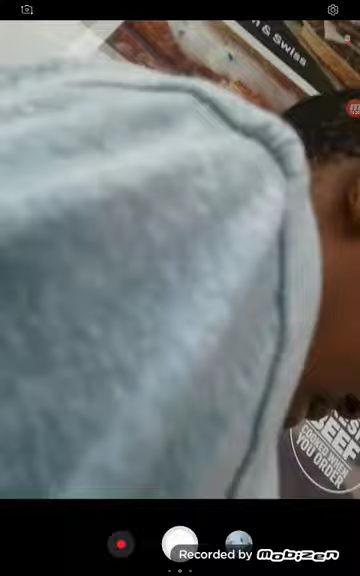 & Swiss
BEEF
COOKED WHEN
YOU ORDER
Recorded by MOBIZEN